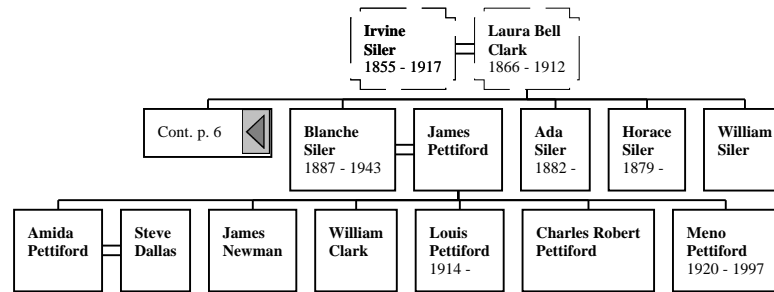 Irvine
Siler
1855 - 1917
Laura Bell
Clark
1866 - 1912
Cont. p. 6
Blanche
Siler
1887 - 1943
James
Pettiford
Ada
Siler
1882 -
Horace
Siler
1879 -
William
Siler
Amida
Pettiford
Steve
Dallas
James
Newman
William
Clark
Louis
Pettiford
1914 -
Charles Robert
Pettiford
Meno
Pettiford
1920 - 1997